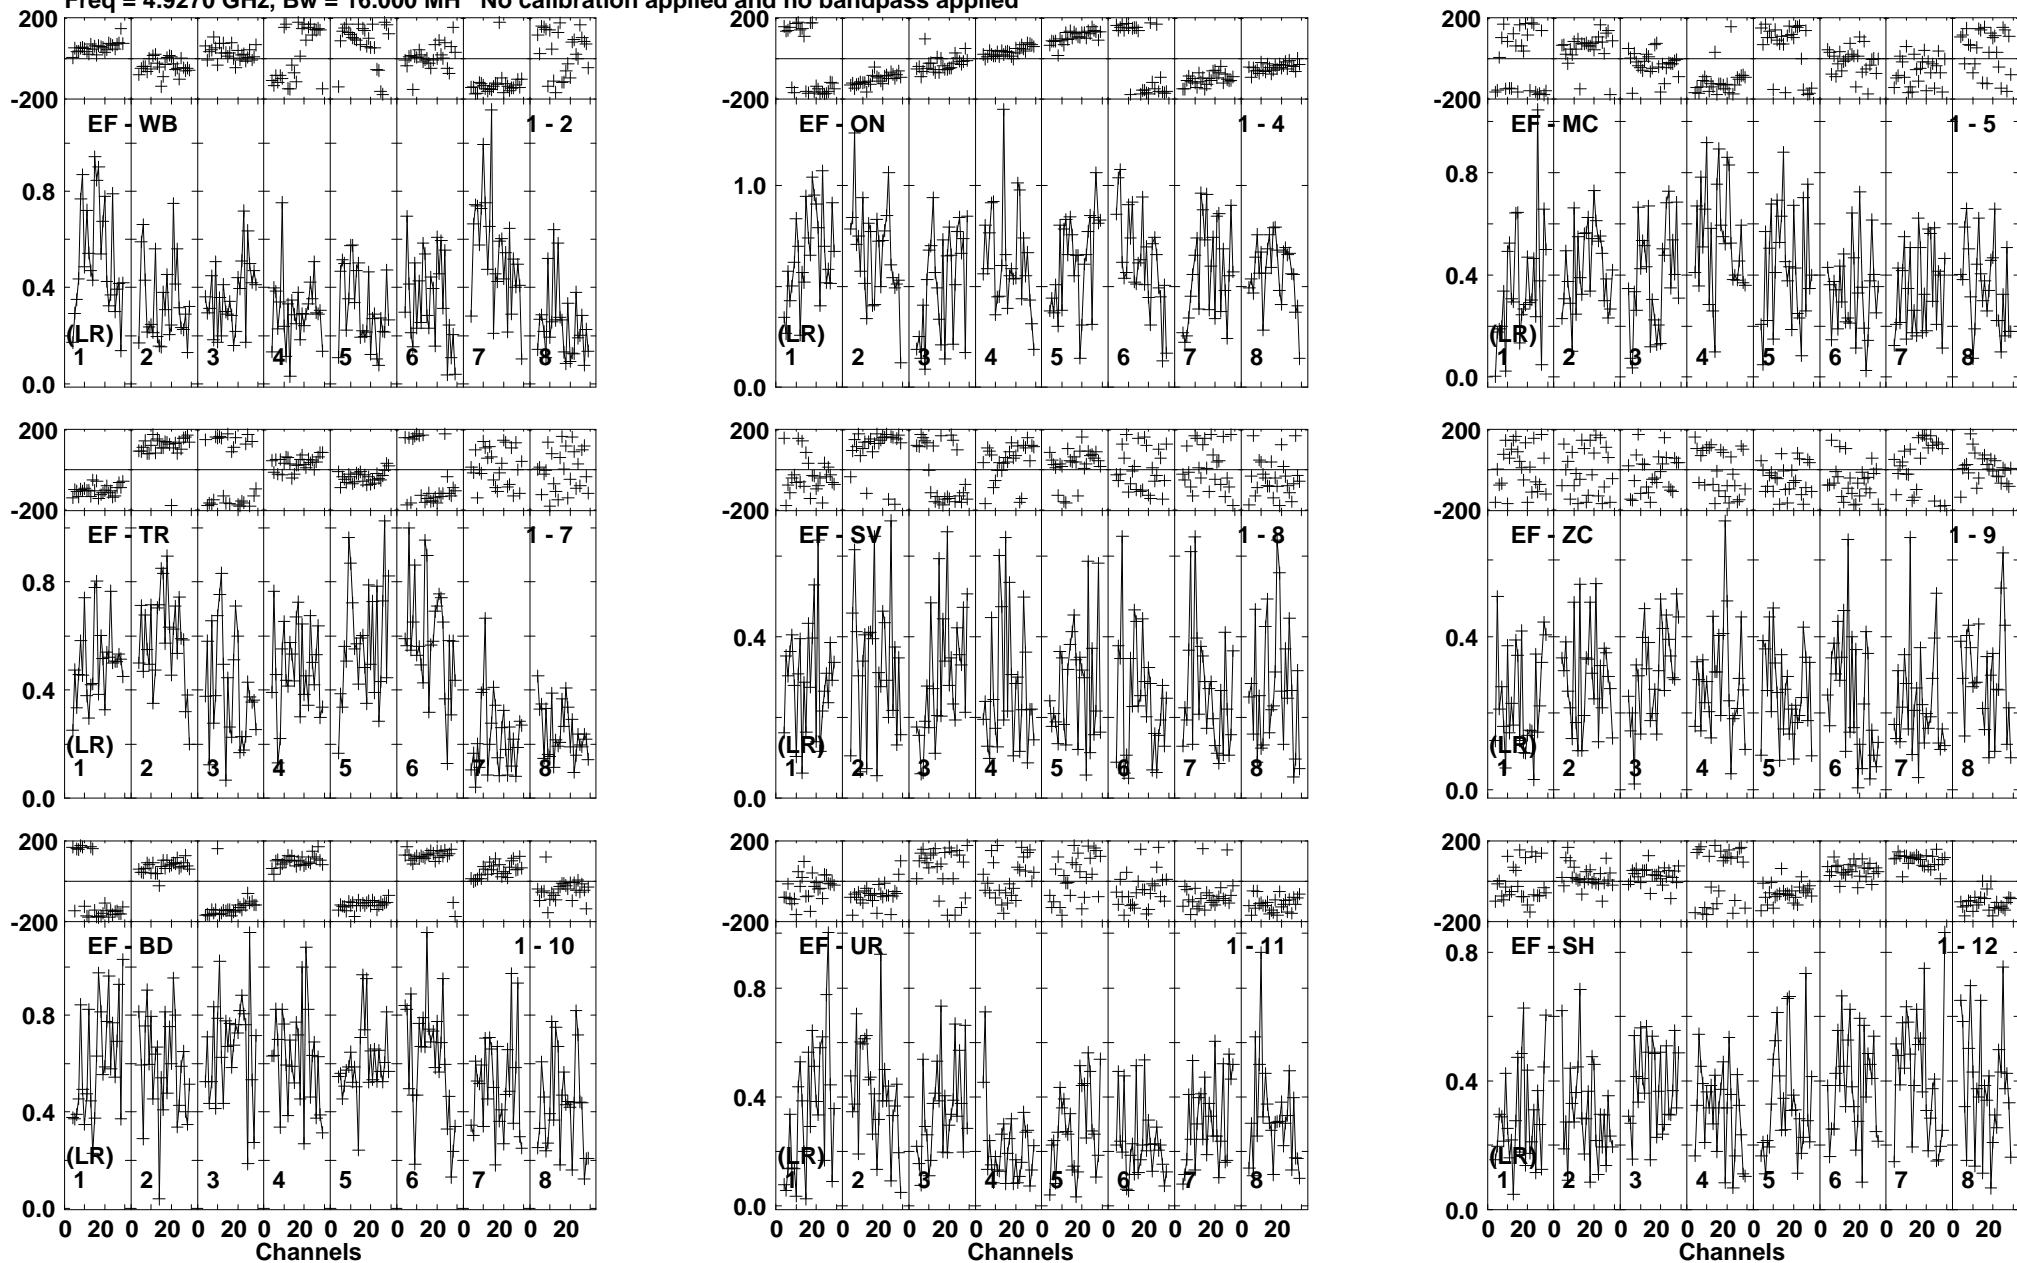 Freq = 4.9270 GHz, Bw = 16.000 MH No calibration applied and no bandpass applied
200 200 200
-200 -200 -200
EF - WB 1 - 2 EF - ON 1 - 4 EF - MC 1 - 5
0.8 1.0 0.8
0.4 0.4
(LR) (LR)
1 2 3 4 5 6 7 8 1 2 3 4 5 6 7 8 1 2 3 4 5 6 7 8
0.0 0.0 0.0
200 200 200
-200 -200 -200
EF - TR 1 - 7 EF - SV 1 - 8 EF - ZC 1 - 9
0.8
0.4 0.4 0.4
(LR) (LR) (LR)
1 2 3 4 5 6 7 8 1 2 3 4 5 6 7 8 1 2 3 4 5 6 7 8
0.0 0.0 0.0
200 200 200
-200 -200 -200
EF - BD 1 - 10 EF - UR 1 - 11 EF - SH 1 - 12
0.8 0.8 0.8
0.4 0.4 0.4
(LR) (LR) (LR)
1 2 3 4 5 6 7 8 1 2 3 4 5 6 7 8 1 2 3 4 5 6 7 8
0.0 0.0 0.0
0 20 0 20 0 20 0 20 0 20 0 20 0 20 0 20 0 20 0 20 0 20 0 20 0 20 0 20 0 20 0 20 0 20 0 20 0 20 0 20 0 20 0 20 0 20 0 20
Channels Channels Channels